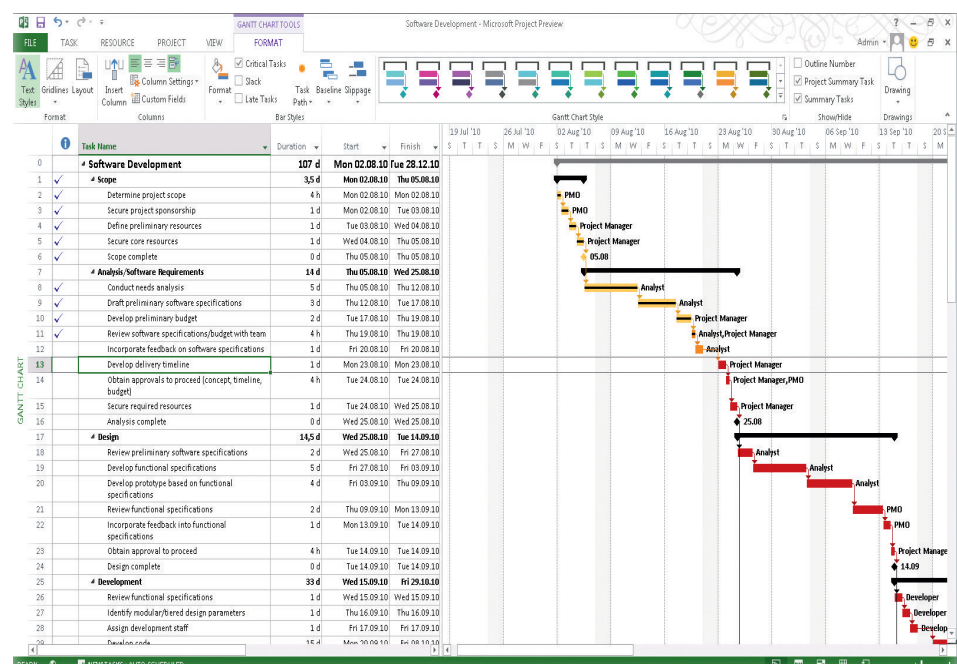 GANTT CHART TOOLS
Software Development - Microsoft Project Preview
FILE TASK RESOURCE PROJECT VIEW FORMAT
Admin
Text Styles
Gridlines
Layout
Insert Column
Column Settings
Custom Fields
Format
Critical Tasks
Slack
Late Tasks
Task Path
Baseline
Slippage
Outline Number
Project Summary Task
Summary Tasks
Drawing
Format Columns Bar Styles Gantt Chart Style Show/Hide Drawings
19 Jul '10 26 Jul '10 02 Aug '10 09 Aug '10 16 Aug '10 23 Aug '10 30 Aug '10 06 Sep '10 13 Sep '10 20 S
Task Name Duration Start Finish
S T T S M W F S T T S M W F S T T S M W F S T T S M W F S T T S M
0 Software Development 107 d Mon 02.08.10 Tue 28.12.10
1 Scope 3,5 d Mon 02.08.10 Thu 05.08.10
2 Determine project scope 4 h Mon 02.08.10 Mon 02.08.10 PMO
3 Secure project sponsorship 1 d Mon 02.08.10 Tue 03.08.10 PMO
4 Define preliminary resources 1 d Tue 03.08.10 Wed 04.08.10 Project Manager
5 Secure core resources 1 d Wed 04.08.10 Thu 05.08.10 Project Manager
6 Scope complete 0 d Thu 05.08.10 Thu 05.08.10 05.08
7 Analysis/Software Requirements 14 d Thu 05.08.10 Wed 25.08.10
8 Conduct needs analysis 5 d Thu 05.08.10 Thu 12.08.10 Analyst
9 Draft preliminary software specifications 3 d Thu 12.08.10 Tue 17.08.10 Analyst
10 Develop preliminary budget 2 d Tue 17.08.10 Thu 19.08.10 Project Manager
11 Review software specifications/budget with team 4 h Thu 19.08.10 Thu 19.08.10 Analyst,Project Manager
12 Incorporate feedback on software specifications 1 d Fri 20.08.10 Fri 20.08.10 Analyst
13 Develop delivery timeline 1 d Mon 23.08.10 Mon 23.08.10 Project Manager
14 Obtain approvals to proceed (concept, timeline, 4 h Tue 24.08.10 Tue 24.08.10 Project Manager,PMO
budget)
15 Secure required resources 1 d Tue 24.08.10 Wed 25.08.10 Project Manager
16 Analysis complete 0 d Wed 25.08.10 Wed 25.08.10 25.08
17 Design 14,5 d Wed 25.08.10 Tue 14.09.10
18 Review preliminary software specifications 2 d Wed 25.08.10 Fri 27.08.10 Analyst
19 Develop functional specifications 5 d Fri 27.08.10 Fri 03.09.10 Analyst
20 Develop prototype based on functional 4 d Fri 03.09.10 Thu 09.09.10 Analyst
specifications
21 Review functional specifications 2 d Thu 09.09.10 Mon 13.09.10 PMO
22 Incorporate feedback into functional 1 d Mon 13.09.10 Tue 14.09.10 PMO
specifications
23 Obtain approval to proceed 4 h Tue 14.09.10 Tue 14.09.10 Project Manage
24 Design complete 0 d Tue 14.09.10 Tue 14.09.10 14.09
25 Development 33 d Wed 15.09.10 Fri 29.10.10
26 Review functional specifications 1 d Wed 15.09.10 Wed 15.09.10 Developer
27 Identify modular/tiered design parameters 1 d Thu 16.09.10 Thu 16.09.10 Developer
28 Assign development staff 1 d Fri 17.09.10 Fri 17.09.10 Develop
29 Develop code 15 d Mon 20.09.10 Fri 08.10.10
GANTT CHART
READY NEW TASKS : AUTO SCHEDULED